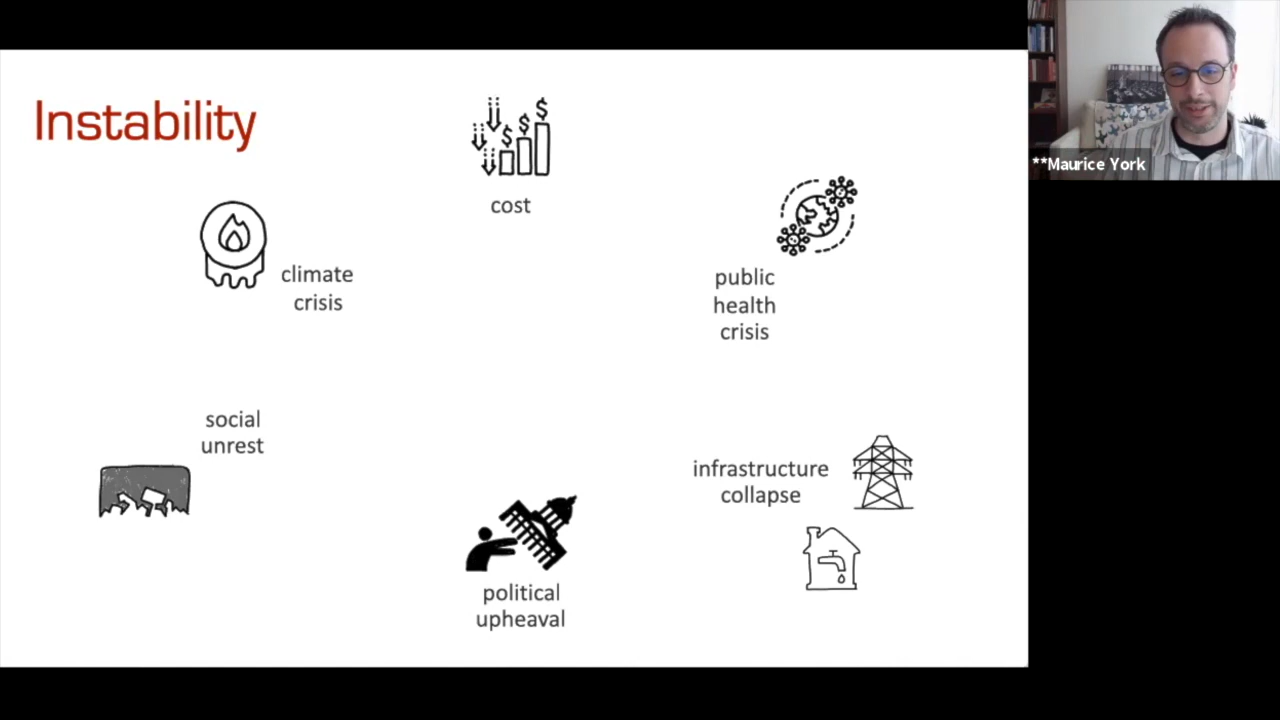 Instability
$ $ $
cost
climate
crisis
public
health
crisis
social
unrest
infrastructure
collapse
political
upheaval
**Maurice York